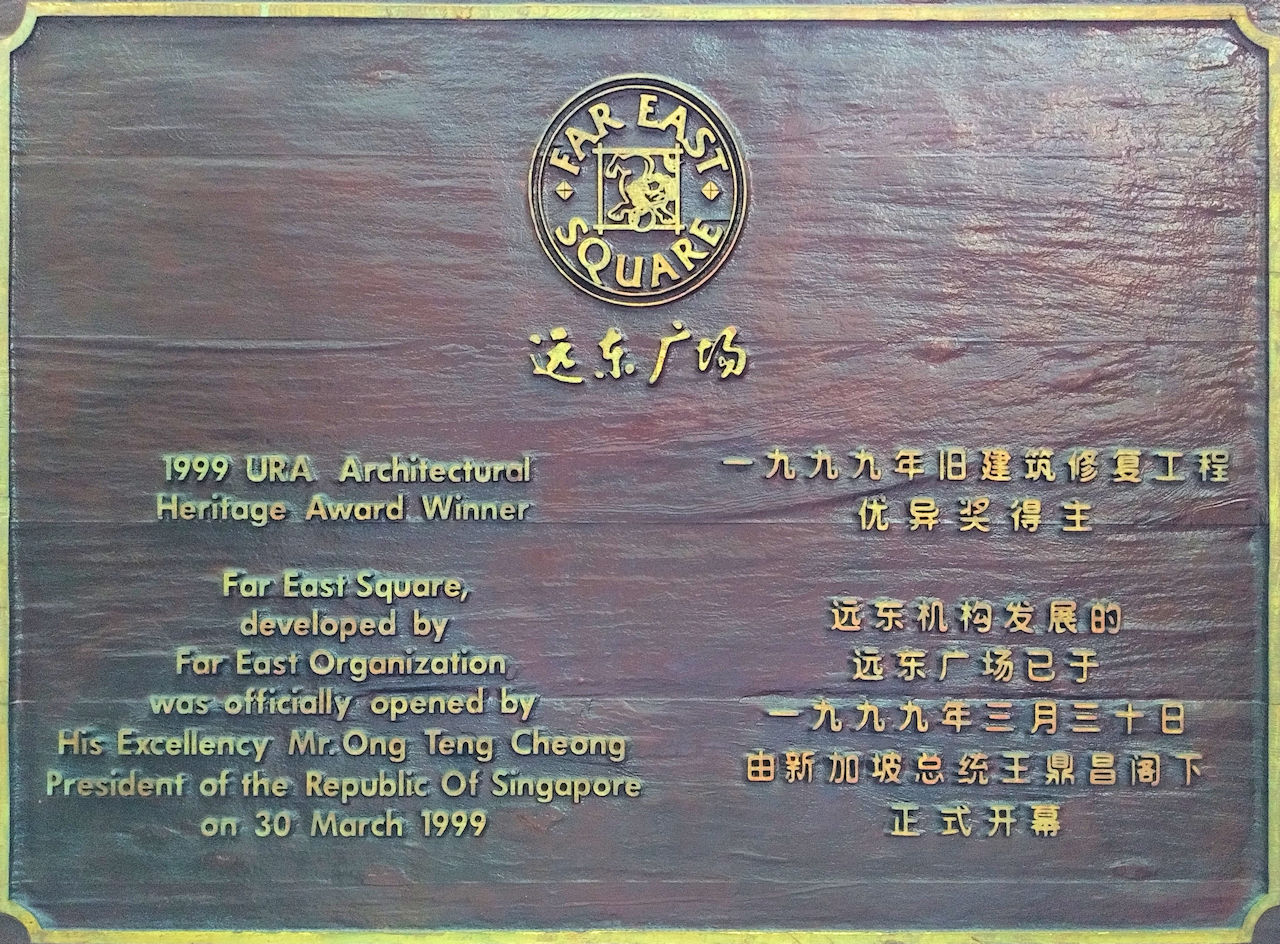 FAR EAST
SQUARE
远东广场
1999 URA Architectural
Heritage Award Winner
Far East Square,
developed by
Far East Organization
was officially opened by
His Excellency Mr.Ong Teng Cheong
President of the Republic Of Singapore
on 30 March 1999
一九九九年旧建筑修复工程
优异奖得主
远东机构发展的
远东广场已于
一九九九年三月三十日
由新加坡总统王鼎昌阁下
正式开幕